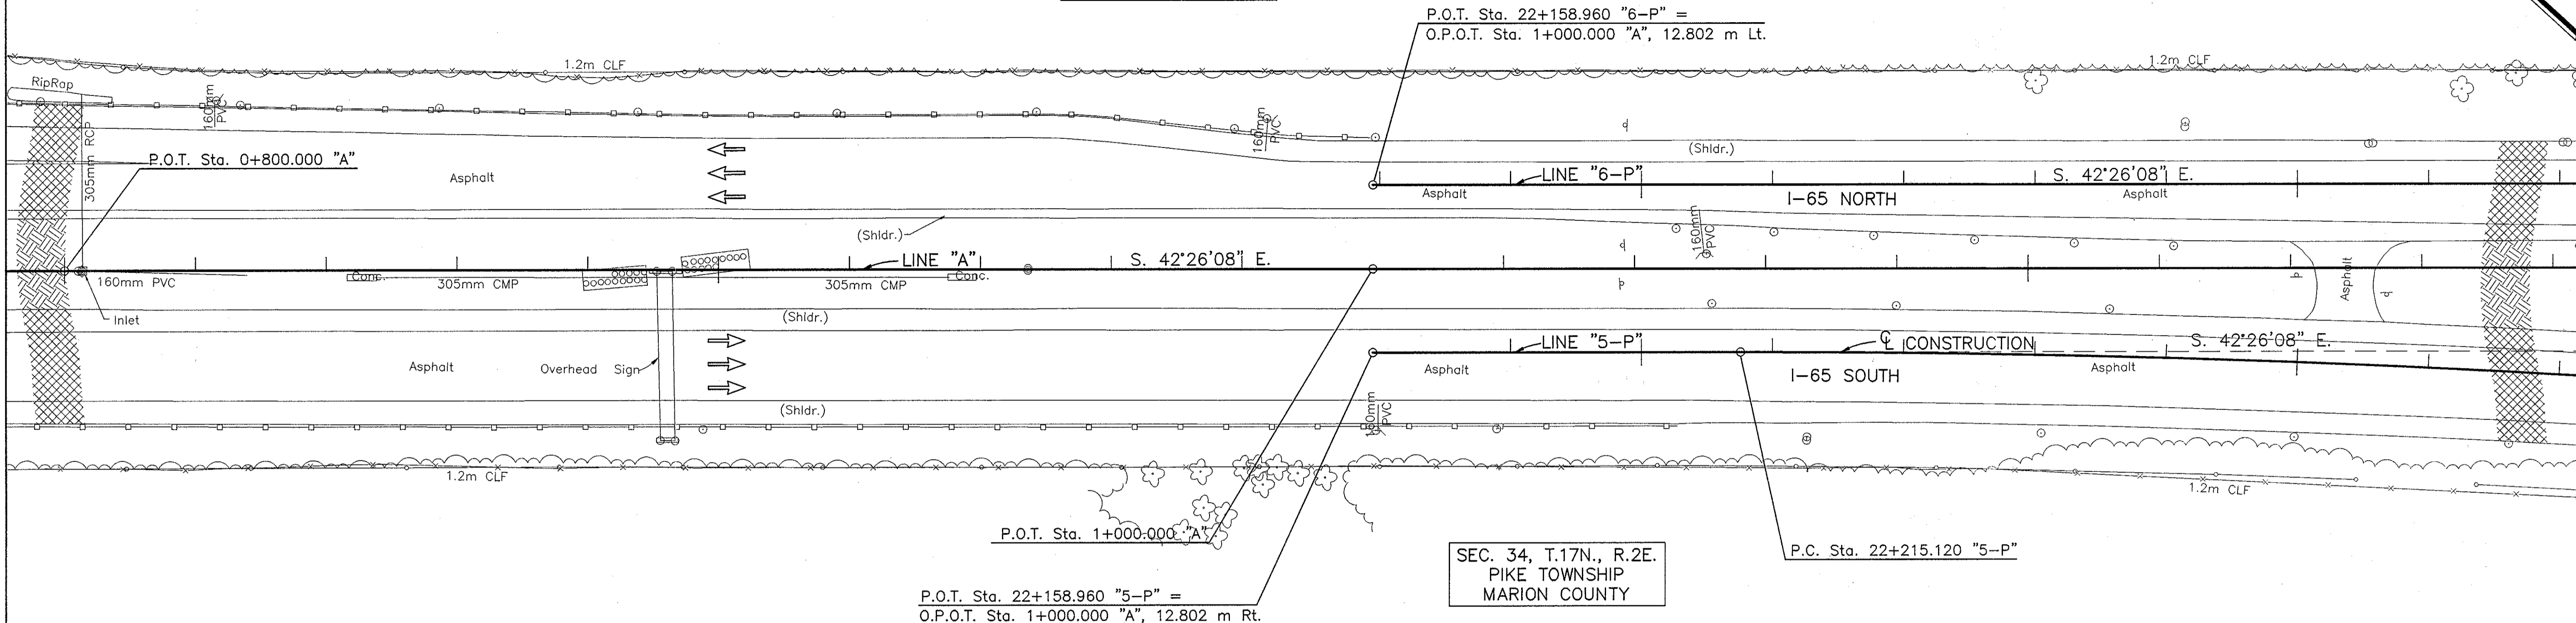 P.O.T. Sta. 22+158.960 "6-P" =
O.P.O.T. Sta. 1+000.000 "A", 12.802 m Lt.
1.2m CLF
1.2m CLF
RipRap
160mm
PVC
305mm RCP
160mm
PVC
P.O.T. Sta. 0+800.000 "A"
Asphalt
(Shldr.)
LINE "6-P"
S. 42°26'08" E.
Asphalt
Asphalt
I-65 NORTH
160mm
PVC
(Shldr.)
LINE "A"
S. 42°26'08" E.
160mm PVC
Conc.
305mm CMP
305mm CMP
Conc.
Asphalt
Inlet
(Shldr.)
LINE "5-P"
℄ CONSTRUCTION
S. 42°26'08" E.
Asphalt
Overhead Sign
Asphalt
I-65 SOUTH
Asphalt
(Shldr.)
160mm
PVC
1.2m CLF
1.2m CLF
P.O.T. Sta. 1+000.000 "A"
P.C. Sta. 22+215.120 "5-P"
SEC. 34, T.17N., R.2E.
PIKE TOWNSHIP
MARION COUNTY
P.O.T. Sta. 22+158.960 "5-P" =
O.P.O.T. Sta. 1+000.000 "A", 12.802 m Rt.